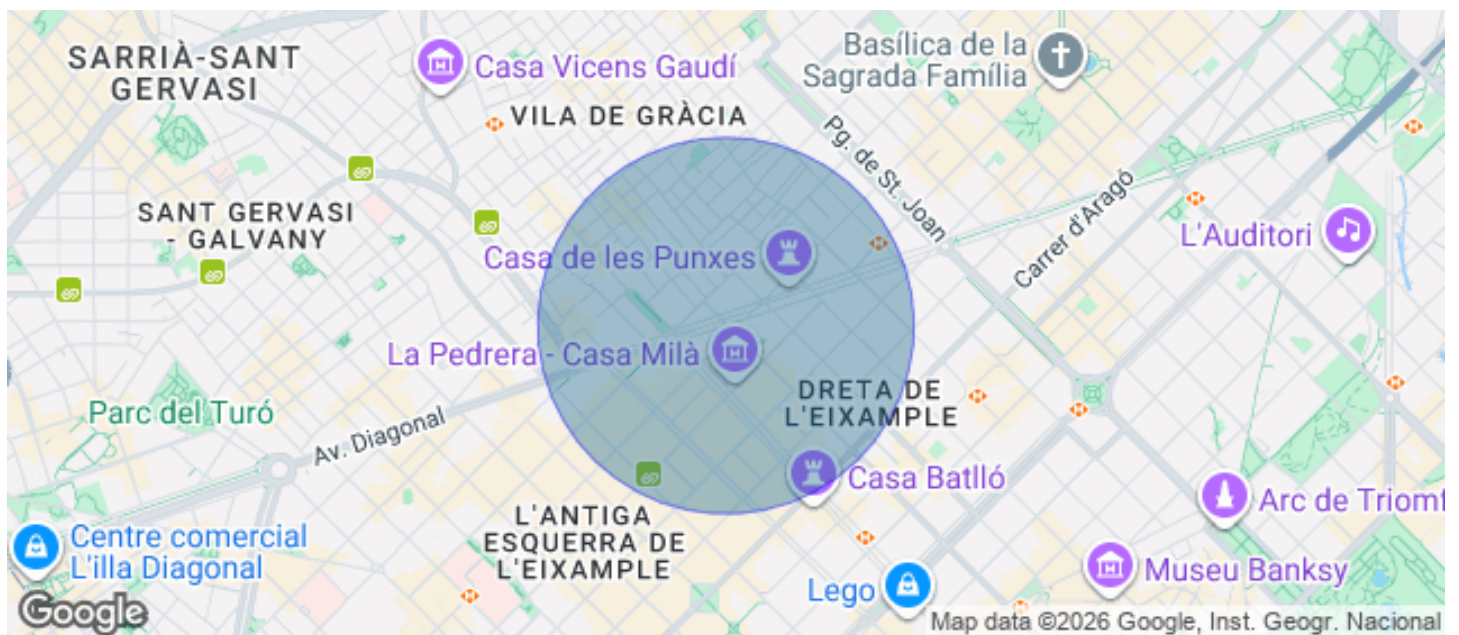 SARRIÀ-SANT
GERVASI
Casa Vicens Gaudí
Basílica de la
Sagrada Família
VILA DE GRÀCIA
Pg. de St. Joan
SANT GERVASI
- GALVANY
Carrer d'Aragó
L'Auditori
Casa de les Punxes
La Pedrera - Casa Milà
DRETA DE
L'EIXAMPLE
Parc del Turó
Av. Diagonal
Casa Batlló
Arc de Triomf
L'ANTIGA
ESQUERRA DE
L'EIXAMPLE
Centre comercial
L'illa Diagonal
Museu Banksy
Lego
Google
Map data ©2026 Google, Inst. Geogr. Nacional